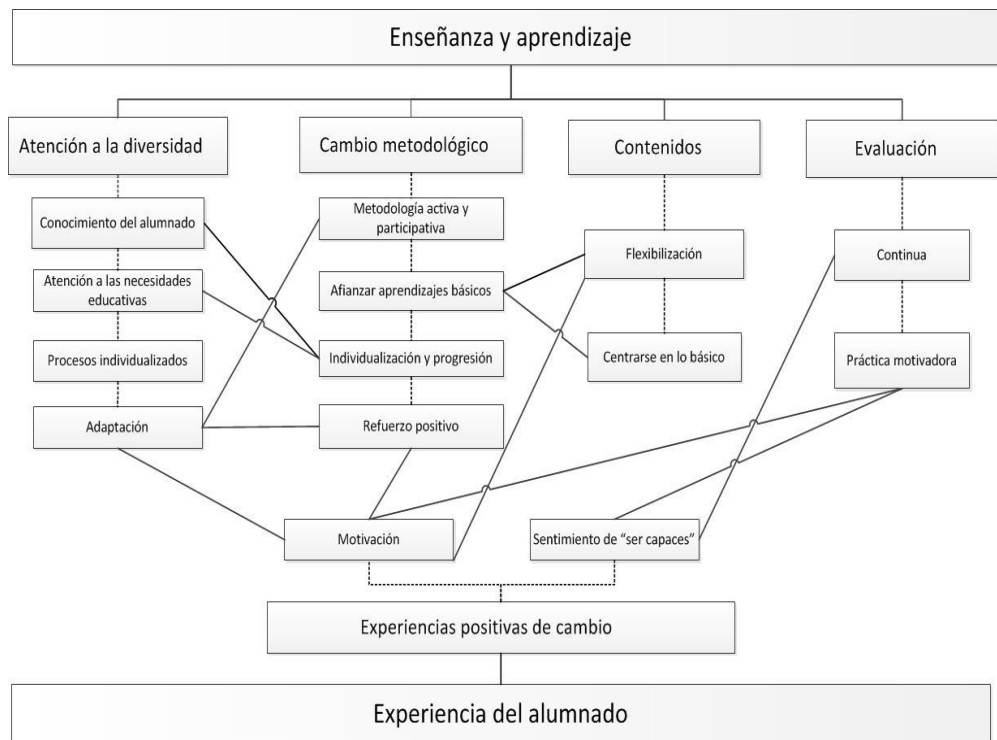 Enseñanza y aprendizaje
Atención a la diversidad
Cambio metodológico
Contenidos
Evaluación
Conocimiento del alumnado
Metodología activa y
participativa
Flexibilización
Continua
Atención a las necesidades
educativas
Afianzar aprendizajes básicos
Procesos individualizados
Individualización y progresión
Centrarse en lo básico
Práctica motivadora
Adaptación
Refuerzo positivo
Motivación
Sentimiento de “ser capaces”
Experiencias positivas de cambio
Experiencia del alumnado